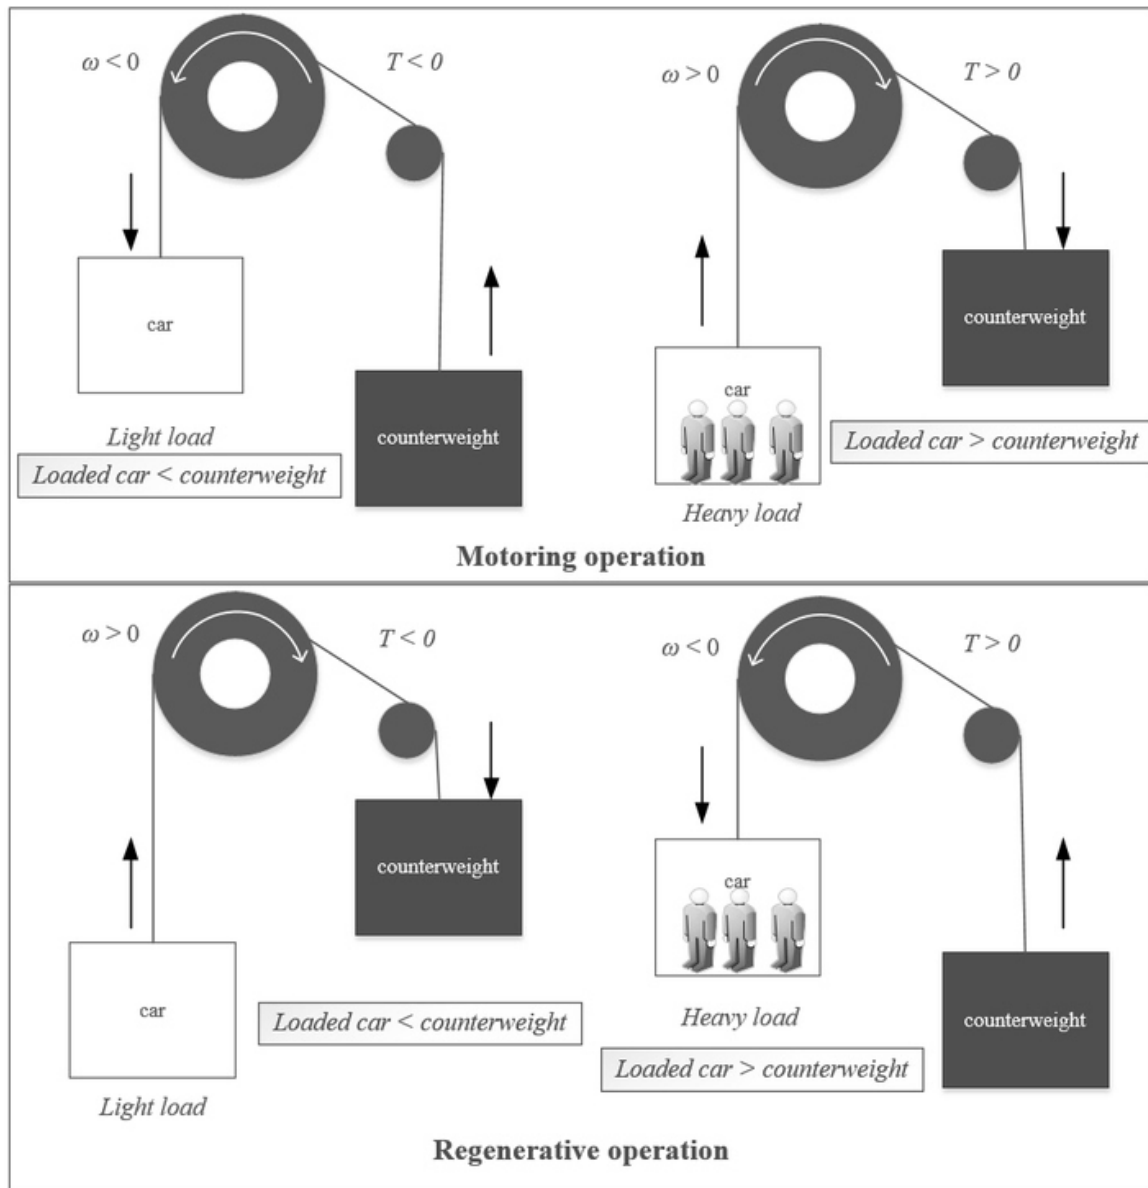 ω < 0
T < 0
car
counterweight
Light load
Loaded car < counterweight
ω > 0
T > 0
counterweight
car
Loaded car > counterweight
Heavy load
Motoring operation
ω > 0
T < 0
counterweight
car
Loaded car < counterweight
Light load
ω < 0
T > 0
car
counterweight
Heavy load
Loaded car > counterweight
Regenerative operation